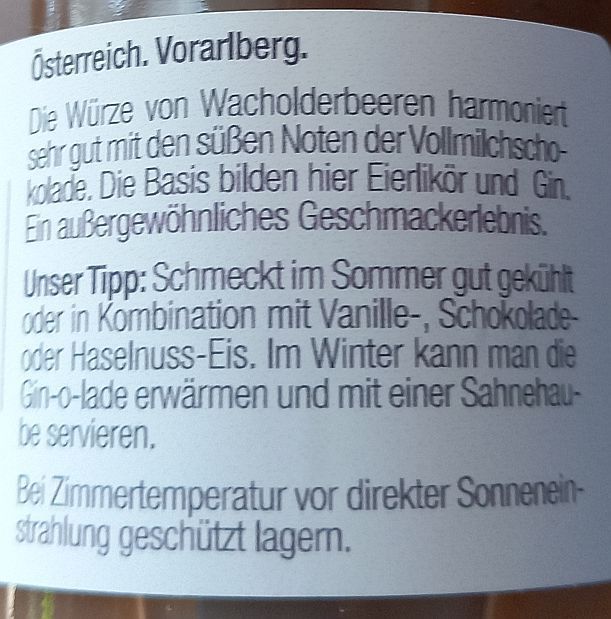 Österreich. Vorarlberg.
Die Würze von Wacholderbeeren harmoniert
sehr gut mit den süßen Noten der Vollmilchscho-
kolade. Die Basis bilden hier Eierlikör und Gin.
Ein außergewöhnliches Geschmackerlebnis.
Unser Tipp: Schmeckt im Sommer gut gekühlt
oder in Kombination mit Vanille-, Schokolade-
oder Haselnuss-Eis. Im Winter kann man die
Gin-o-lade erwärmen und mit einer Sahnehau-
be servieren.
Bei Zimmertemperatur vor direkter Sonnenein-
strahlung geschützt lagern.